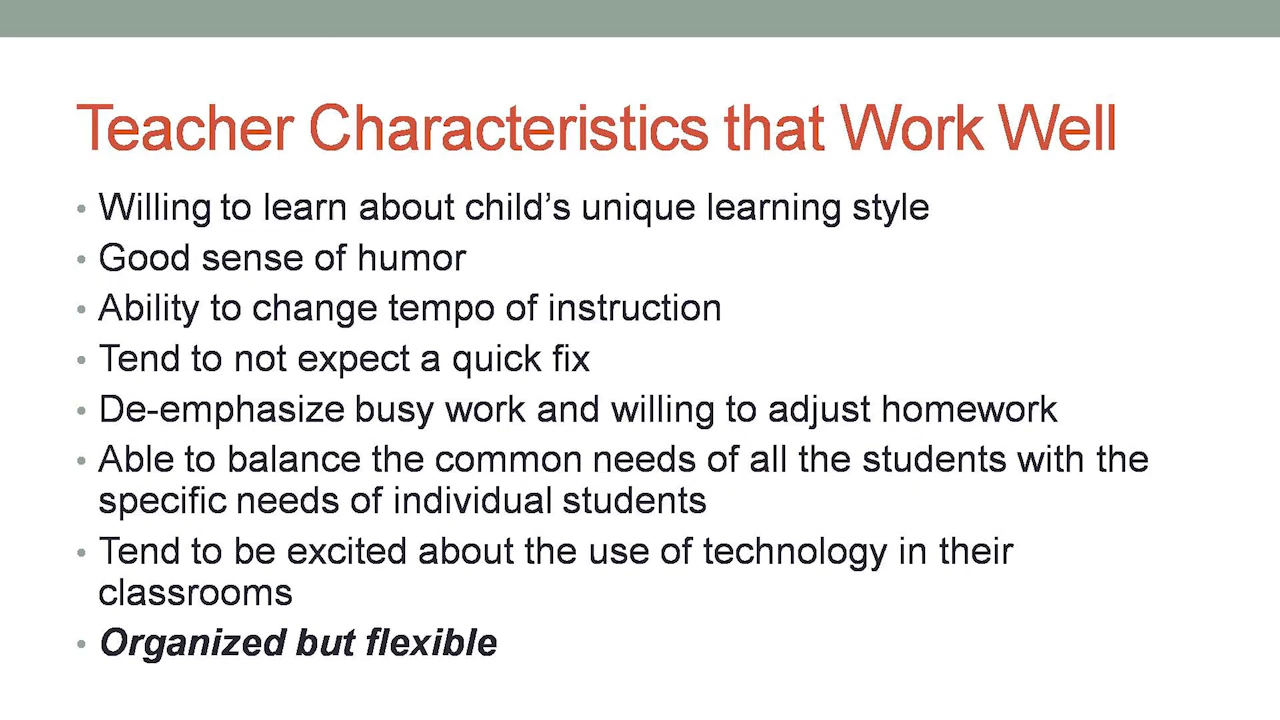 Teacher Characteristics that Work Well
• Willing to learn about child’s unique learning style
• Good sense of humor
• Ability to change tempo of instruction
• Tend to not expect a quick fix
• De-emphasize busy work and willing to adjust homework
• Able to balance the common needs of all the students with the
specific needs of individual students
• Tend to be excited about the use of technology in their
classrooms
• Organized but flexible